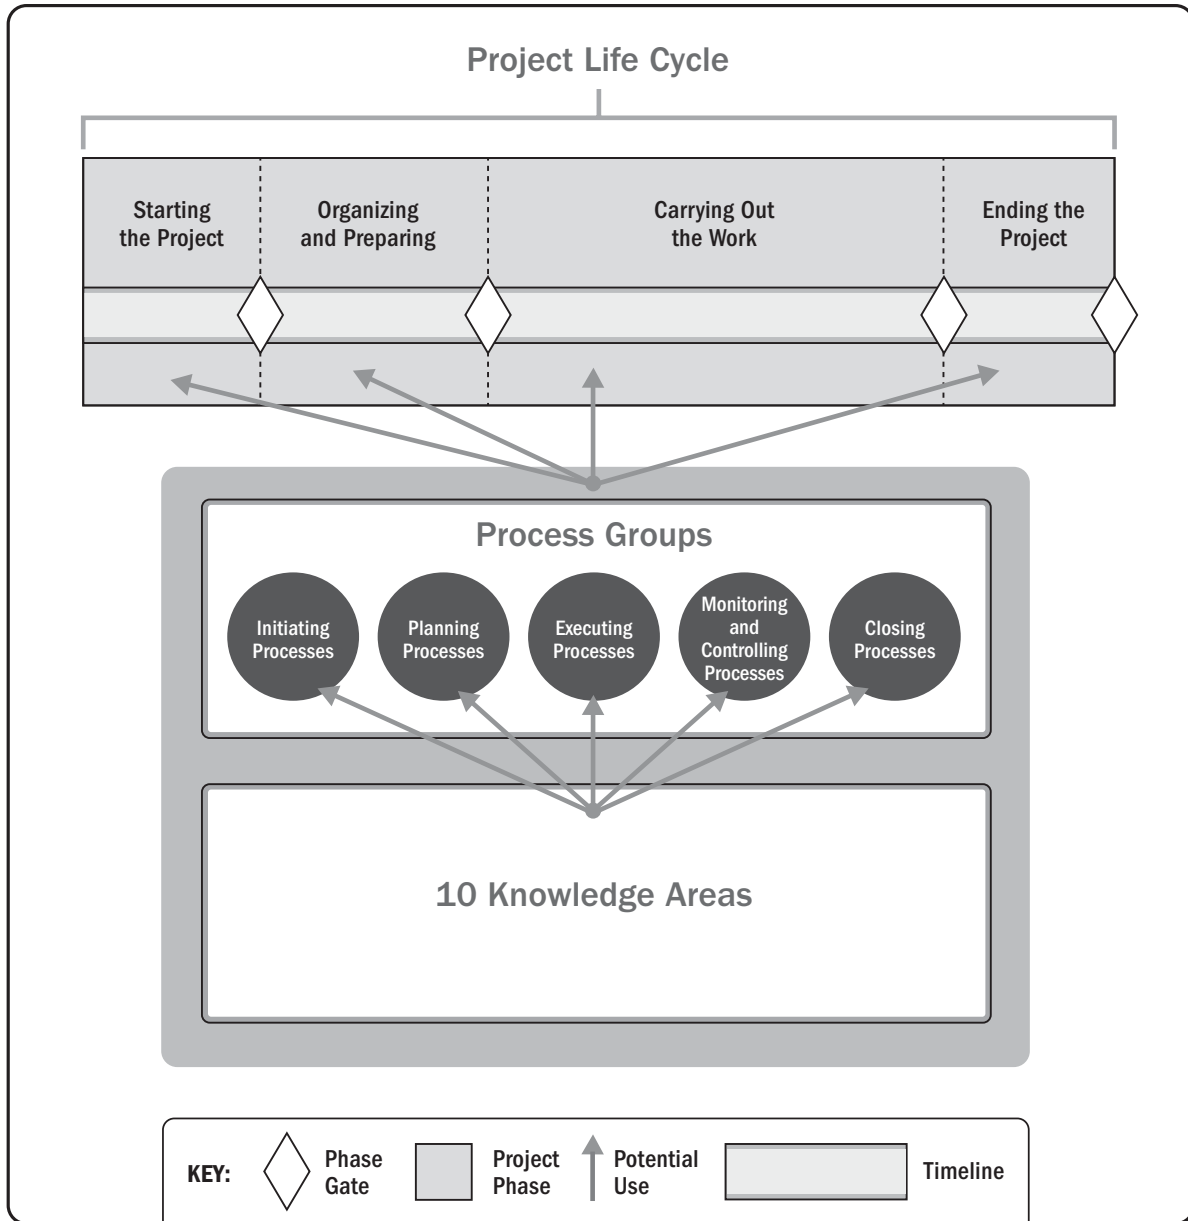 Project Life Cycle
Starting
the Project
Organizing
and Preparing
Carrying Out
the Work
Ending the
Project
Process Groups
Initiating
Processes
Planning
Processes
Executing
Processes
Monitoring
and
Controlling
Processes
Closing
Processes
10 Knowledge Areas
KEY:
Phase
Gate
Project
Phase
Potential
Use
Timeline